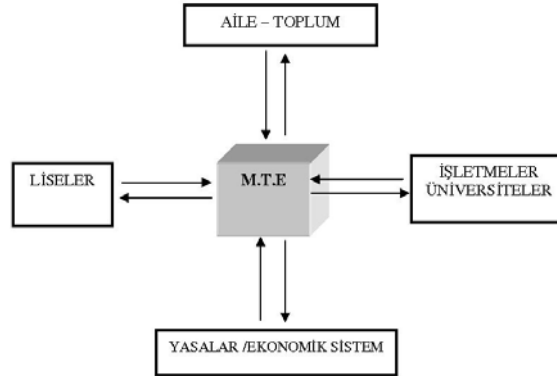 AİLE – TOPLUM
LİSELER
M.T.E
İŞLETMELER
ÜNİVERSİTELER
YASALAR /EKONOMİK SİSTEM